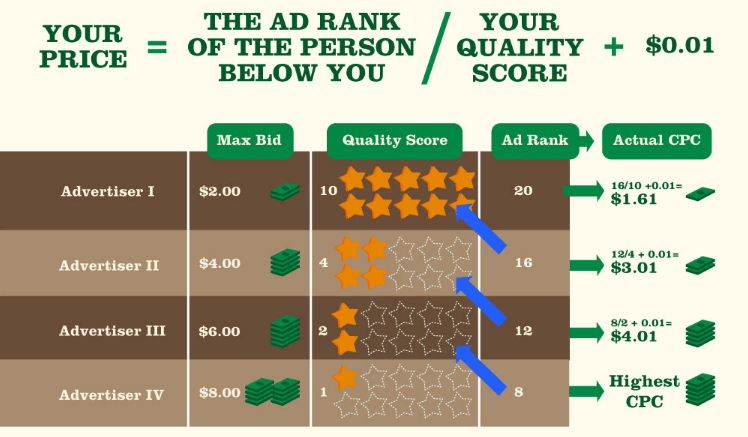 YOUR PRICE = THE AD RANK OF THE PERSON BELOW YOU / YOUR QUALITY SCORE + $0.01
Max Bid Quality Score Ad Rank Actual CPC
Advertiser I $2.00 10 20 16/10 +0.01=
$1.61
Advertiser II $4.00 4 16 12/4 + 0.01=
$3.01
Advertiser III $6.00 2 12 8/2 + 0.01=
$4.01
Advertiser IV $8.00 1 8 Highest
CPC